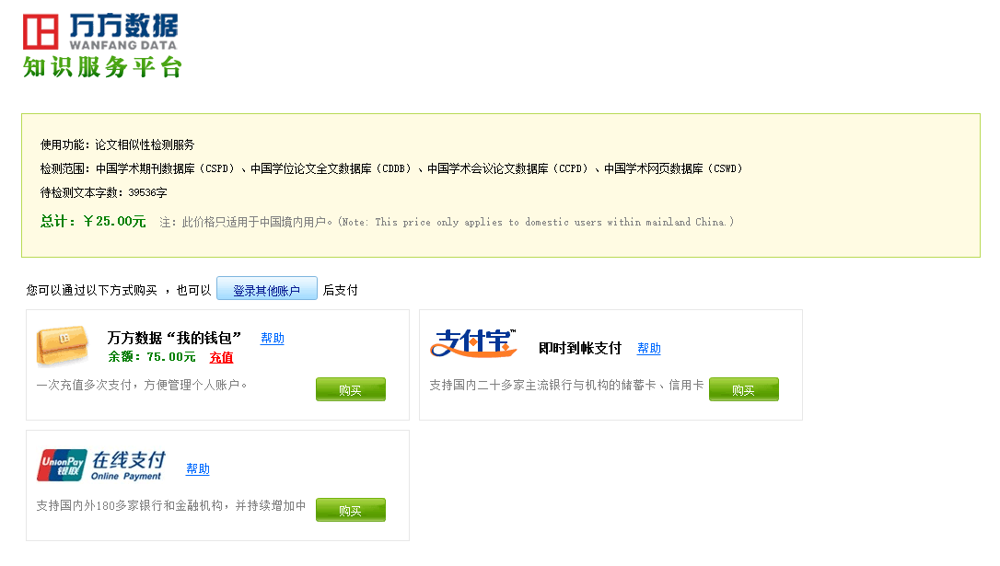 万方数据
WANFANG DATA
知识服务平台
使用功能：论文相似性检测服务
检测范围：中国学术期刊数据库（CSPD）、中国学位论文全文数据库（CDDB）、中国学术会议论文数据库（CCPD）、中国学术网页数据库（CSWD）
待检测文本字数：39536字
总计：￥25.00元 注：此价格只适用于中国境内用户。(Note: This price only applies to domestic users within mainland China.)
您可以通过以下方式购买 ，也可以 登录其他账户 后支付
万方数据“我的钱包” 帮助
余额：75.00元 充值
一次充值多次支付，方便管理个人账户。 购买
支付宝™ 即时到帐支付 帮助
支持国内二十多家主流银行与机构的储蓄卡、信用卡 购买
UnionPay 银联 在线支付 Online Payment 帮助
支持国内外180多家银行和金融机构，并持续增加中 购买